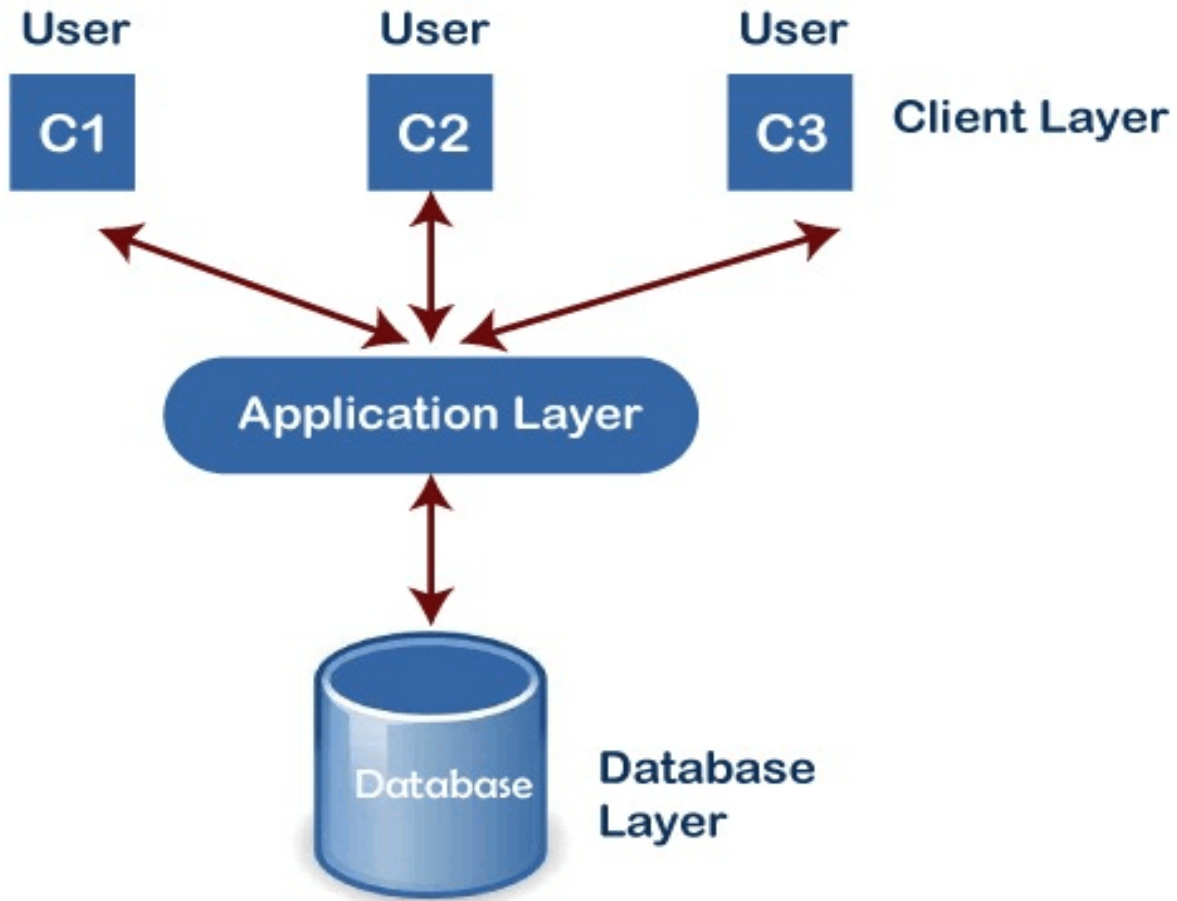 User
User
User
C1
C2
C3
Client Layer
Application Layer
Database
Database
Layer